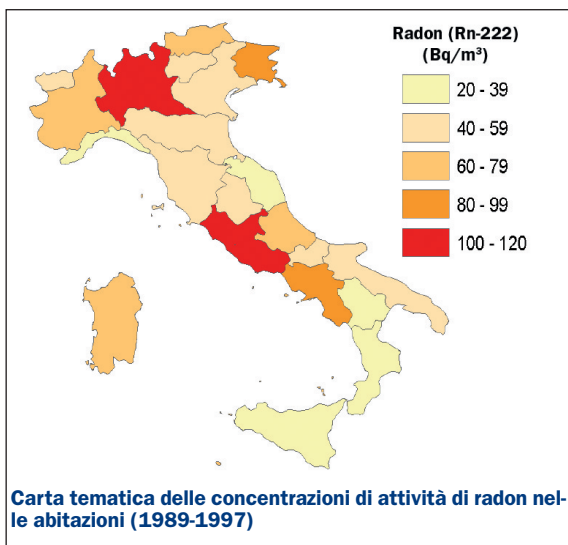 Radon (Rn-222)
(Bq/m³)
20 - 39
40 - 59
60 - 79
80 - 99
100 - 120
Carta tematica delle concentrazioni di attività di radon nel-
le abitazioni (1989-1997)